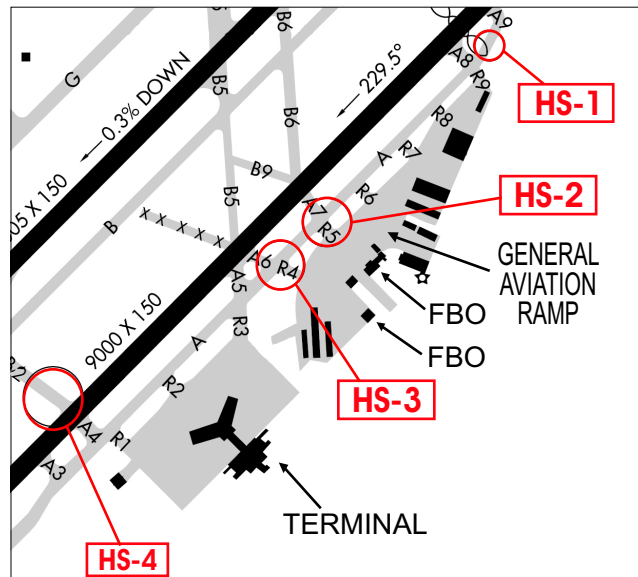 A9
B6
A8
R9
HS-1
G
0.3% DOWN
B5
B6
229.5°
R8
A
R7
05 X 150
B9
R6
HS-2
B5
A7
R5
B
X X X X X
A6
R4
GENERAL
AVIATION
RAMP
A5
FBO
9000 X 150
R3
FBO
A
B2
R2
HS-3
A4
R1
A3
TERMINAL
HS-4